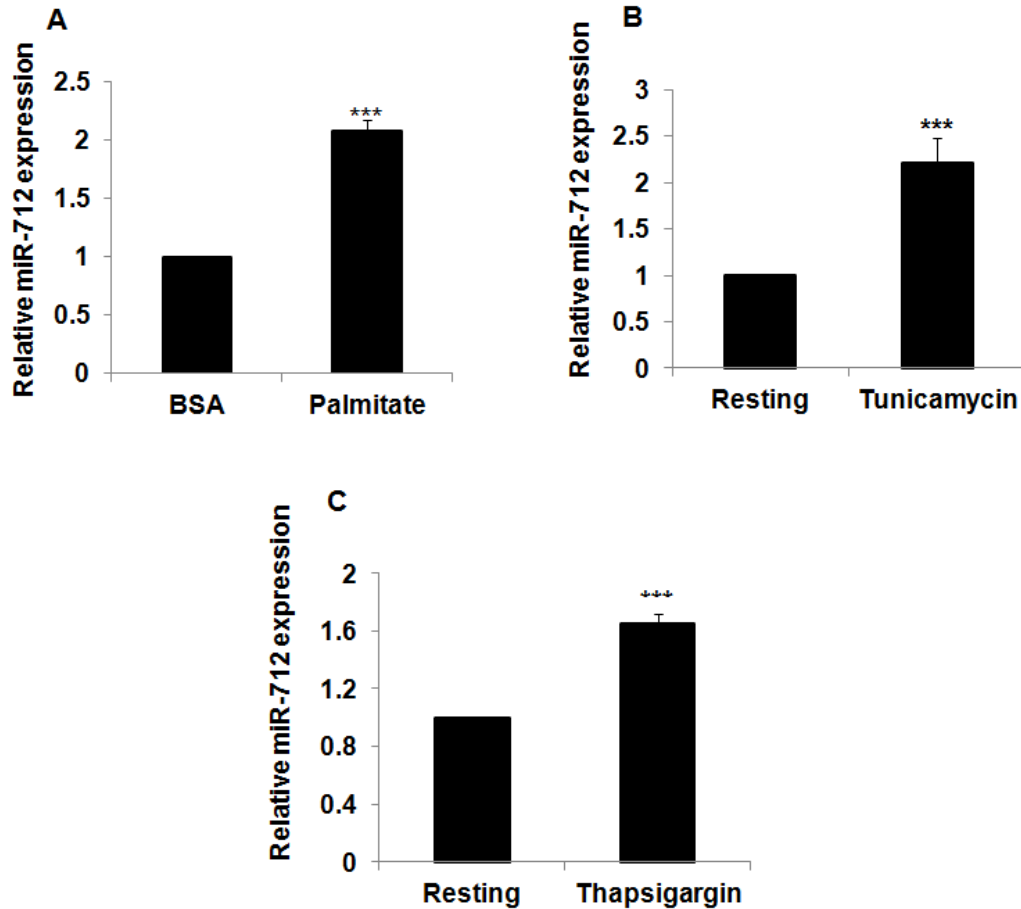 A
Relative miR-712 expression
2.5
2
1.5
1
0.5
0
***
BSA
Palmitate
B
Relative miR-712 expression
3
2.5
2
1.5
1
0.5
0
***
Resting
Tunicamycin
C
Relative miR-712 expression
2
1.6
1.2
0.8
0.4
0
***
Resting
Thapsigargin